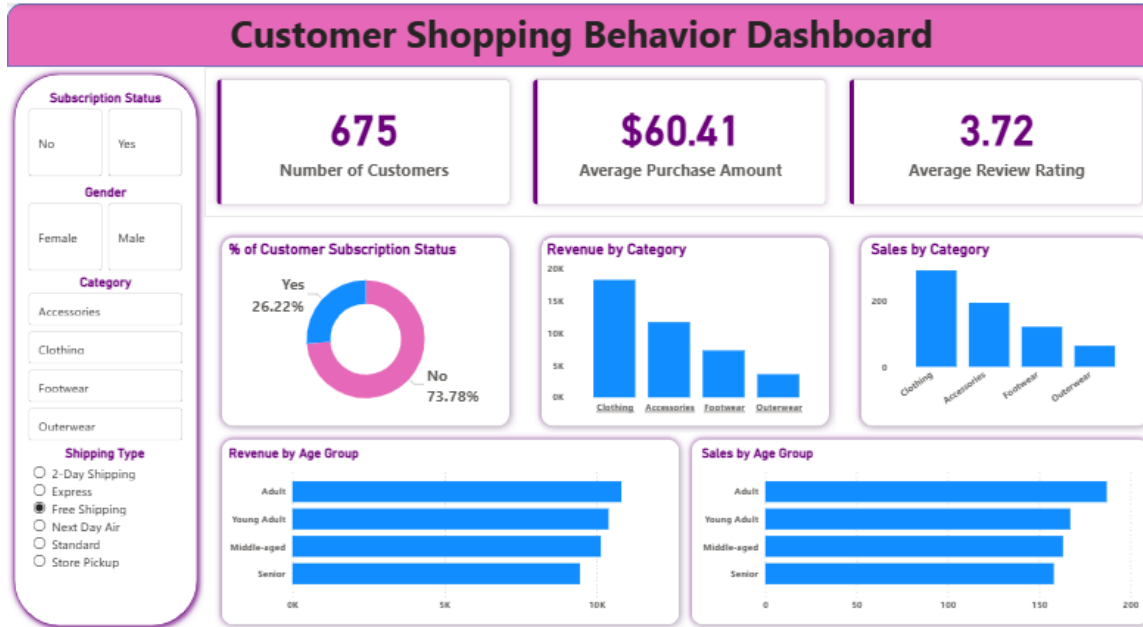 Customer Shopping Behavior Dashboard
Subscription Status
No
Yes
Gender
Female
Male
Category
Accessories
Clothing
Footwear
Outerwear
Shipping Type
2-Day Shipping
Express
Free Shipping
Next Day Air
Standard
Store Pickup
675
Number of Customers
$60.41
Average Purchase Amount
3.72
Average Review Rating
% of Customer Subscription Status
Yes
26.22%
No
73.78%
Revenue by Category
20K
15K
10K
5K
0K
Clothing Accessories Footwear Outerwear
Sales by Category
200
0
Clothing Accessories Footwear Outerwear
Revenue by Age Group
Adult
Young Adult
Middle-aged
Senior
0K 5K 10K
Sales by Age Group
Adult
Young Adult
Middle-aged
Senior
0 50 100 150 200